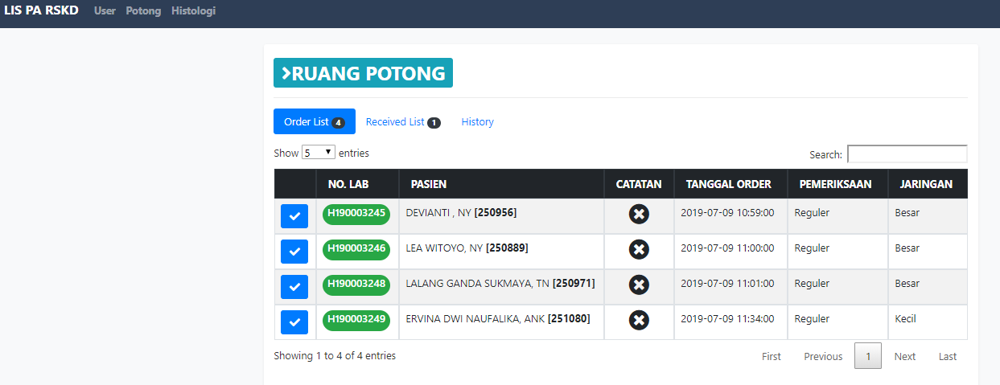 LIS PA RSKD User Potong Histologi
RUANG POTONG
Order List 4 Received List 1 History
Show 5 entries Search:
NO. LAB PASIEN CATATAN TANGGAL ORDER PEMERIKSAAN JARINGAN
H190003245 DEVIANTI , NY [250956] 2019-07-09 10:59:00 Reguler Besar
H190003246 LEA WITOYO, NY [250889] 2019-07-09 11:00:00 Reguler Besar
H190003248 LALANG GANDA SUKMAYA, TN [250971] 2019-07-09 11:01:00 Reguler Besar
H190003249 ERVINA DWI NAUFALIKA, ANK [251080] 2019-07-09 11:34:00 Reguler Kecil
Showing 1 to 4 of 4 entries First Previous 1 Next Last